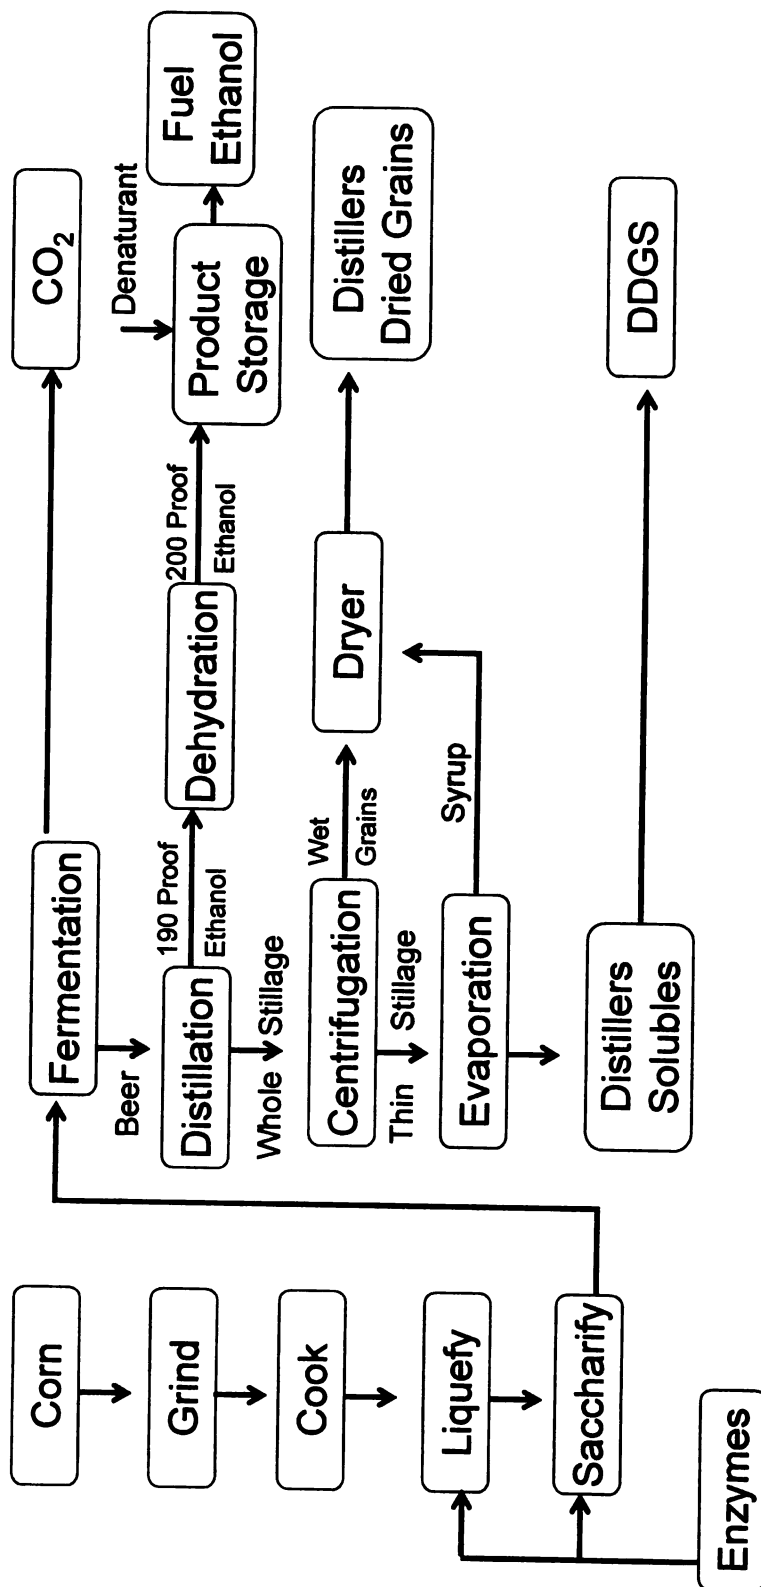 Corn
Grind
Cook
Liquefy
Saccharify
Enzymes
Fermentation
CO₂
Beer
Distillation
190 Proof
Ethanol
Dehydration
200 Proof
Ethanol
Denaturant
Product
Storage
Fuel
Ethanol
Whole Stillage
Centrifugation
Wet
Grains
Dryer
Distillers
Dried Grains
Thin Stillage
Evaporation
Syrup
Distillers
Solubles
DDGS